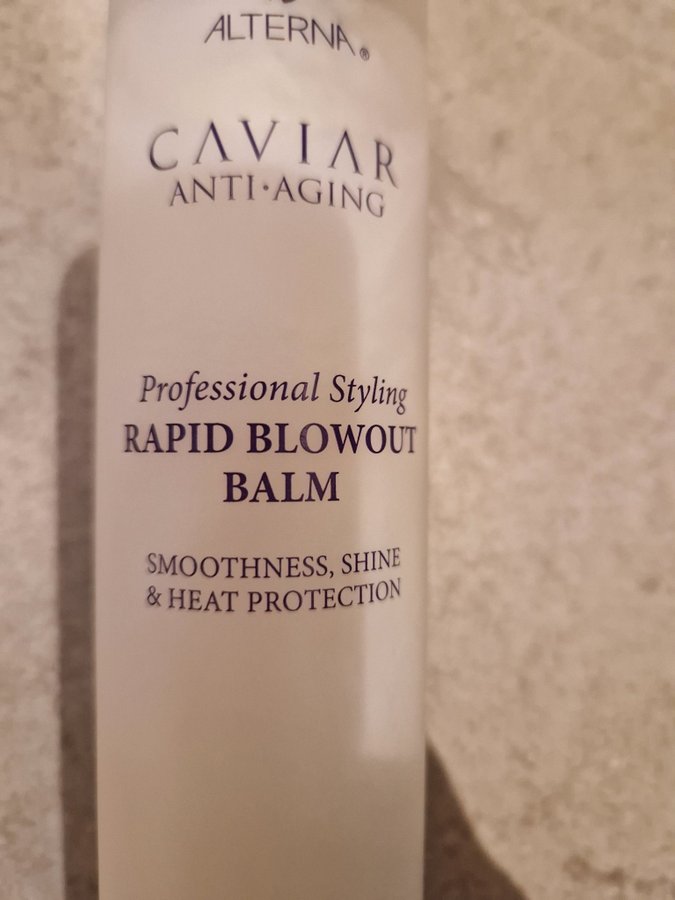 ALTERNA®
CAVIAR
ANTI·AGING
Professional Styling
RAPID BLOWOUT
BALM
SMOOTHNESS, SHINE
& HEAT PROTECTION